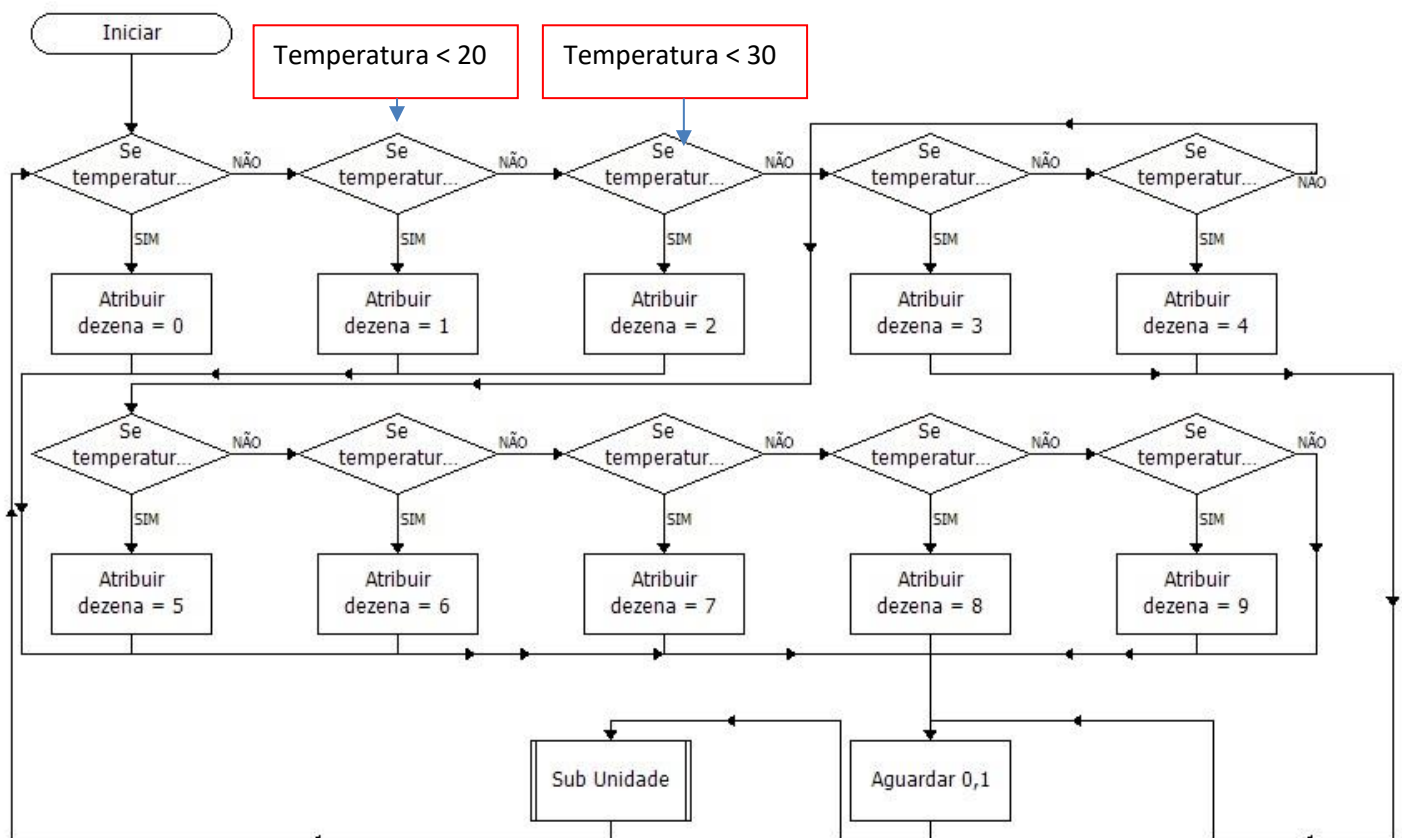 Iniciar
Temperatura < 20
Temperatura < 30
Se
temperatur...
NÃO
Se
temperatur...
NÃO
Se
temperatur...
NÃO
Se
temperatur...
NÃO
Se
temperatur...
NÃO
SIM
SIM
SIM
SIM
SIM
Atribuir
dezena = 0
Atribuir
dezena = 1
Atribuir
dezena = 2
Atribuir
dezena = 3
Atribuir
dezena = 4
Se
temperatur...
NÃO
Se
temperatur...
NÃO
Se
temperatur...
NÃO
Se
temperatur...
NÃO
Se
temperatur...
NÃO
SIM
SIM
SIM
SIM
SIM
Atribuir
dezena = 5
Atribuir
dezena = 6
Atribuir
dezena = 7
Atribuir
dezena = 8
Atribuir
dezena = 9
Sub Unidade
Aguardar 0,1